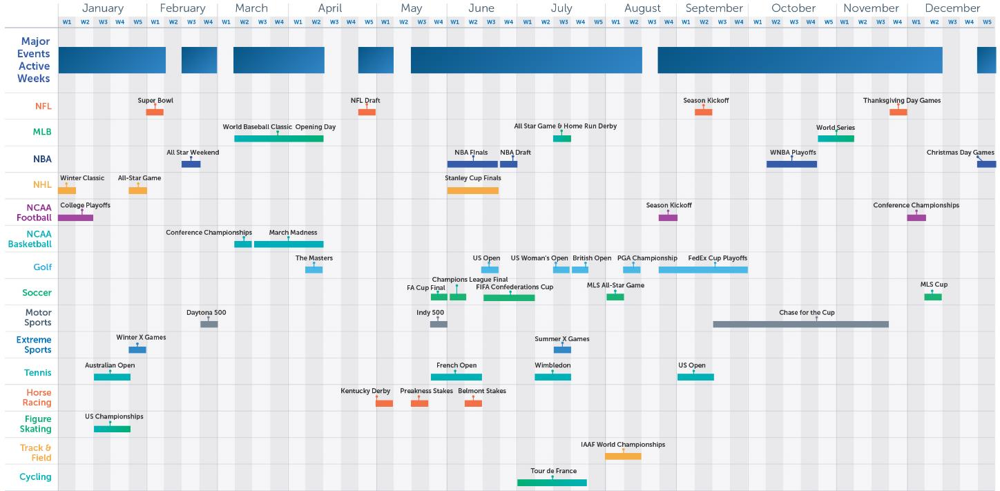 January February March April May June July August September October November December
W1 W2 W3 W4 W5 W1 W2 W3 W4 W1 W2 W3 W4 W1 W2 W3 W4 W5 W1 W2 W3 W4 W1 W2 W3 W4 W1 W2 W3 W4 W5 W1 W2 W3 W4 W1 W2 W3 W4 W1 W2 W3 W4 W5 W1 W2 W3 W4 W1 W2 W3 W4 W5
Major
Events
Active
Weeks
NFL
Super Bowl NFL Draft Season Kickoff Thanksgiving Day Games
MLB
World Baseball Classic Opening Day All Star Game & Home Run Derby World Series
NBA
All Star Weekend NBA FInals NBA Draft WNBA Playoffs Christmas Day Games
NHL
Winter Classic All-Star Game Stanley Cup Finals
NCAA
Football
College Playoffs Season Kickoff Conference Championships
NCAA
Basketball
Conference Championships March Madness
Golf
The Masters US Open US Woman's Open British Open PGA Championship FedEx Cup Playoffs
Soccer
Champions League Final
FA Cup Final FIFA Confederations Cup MLS All-Star Game MLS Cup
Motor
Sports
Daytona 500 Indy 500 Chase for the Cup
Extreme
Sports
Winter X Games Summer X Games
Tennis
Australian Open French Open Wimbledon US Open
Horse
Racing
Kentucky Derby Preakness Stakes Belmont Stakes
Figure
Skating
US Championships
Track &
Field
IAAF World Championships
Cycling
Tour de France